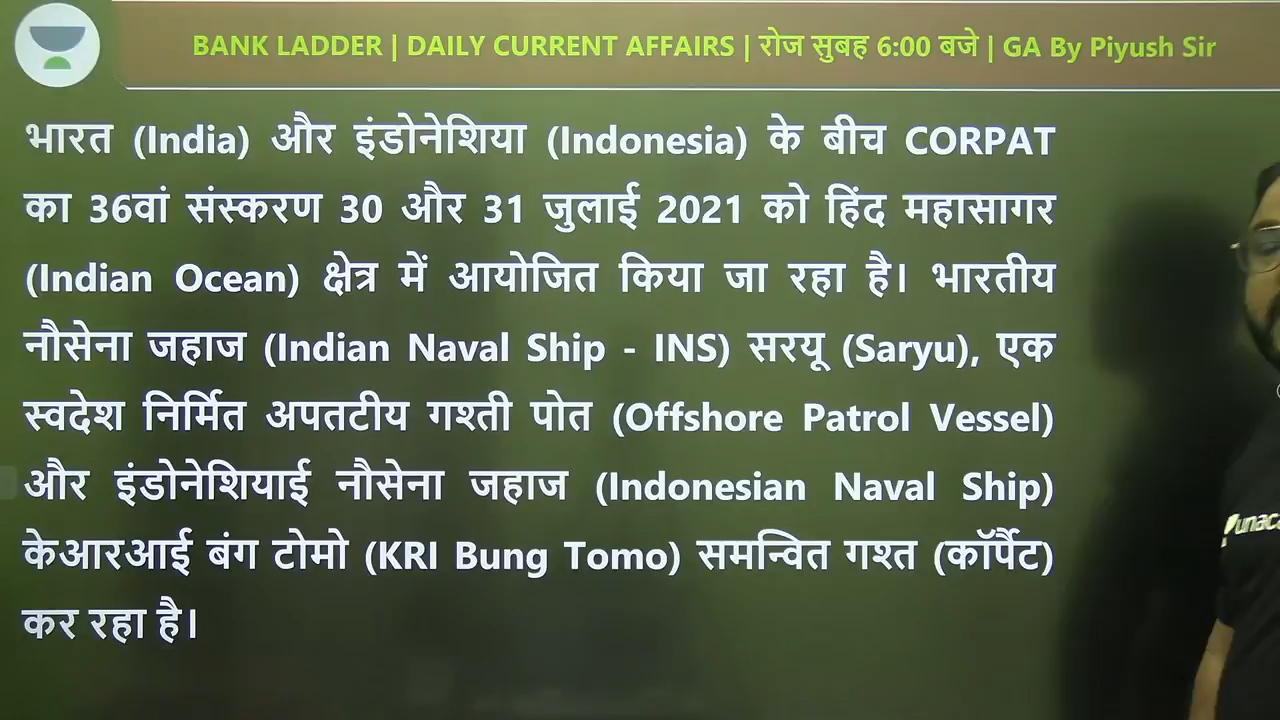 BANK LADDER | DAILY CURRENT AFFAIRS | रोज सुबह 6:00 बजे | GA By Piyush Sir
भारत (India) और इंडोनेशिया (Indonesia) के बीच CORPAT
का 36वां संस्करण 30 और 31 जुलाई 2021 को हिंद महासागर
(Indian Ocean) क्षेत्र में आयोजित किया जा रहा है। भारतीय
नौसेना जहाज (Indian Naval Ship - INS) सरयू (Saryu), एक
स्वदेश निर्मित अपतटीय गश्ती पोत (Offshore Patrol Vessel)
और इंडोनेशियाई नौसेना जहाज (Indonesian Naval Ship)
केआरआई बंग टोमो (KRI Bung Tomo) समन्वित गश्त (कॉर्पैट)
कर रहा है।